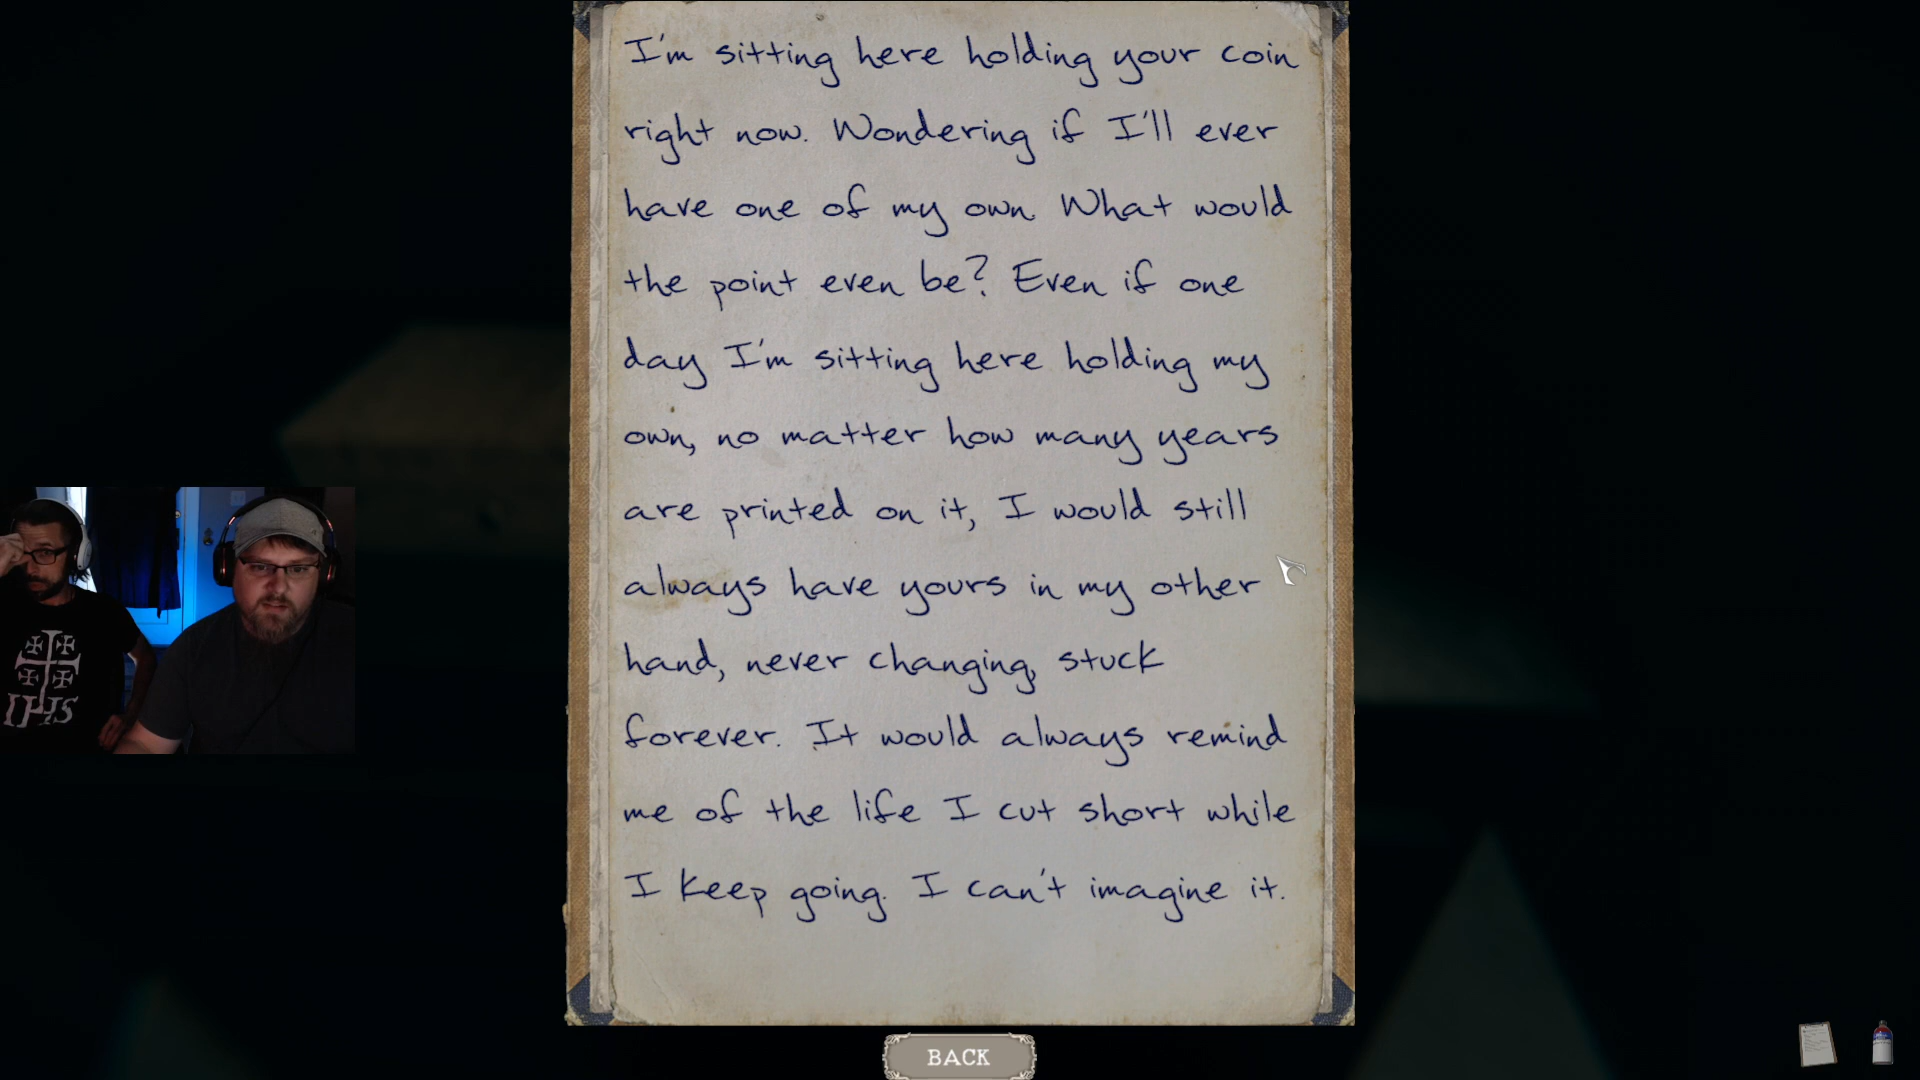 I'm sitting here holding your coin
right now. Wondering if I'll ever
have one of my own. What would
the point even be? Even if one
day I'm sitting here holding my
own, no matter how many years
are printed on it, I would still
always have yours in my other
hand, never changing, stuck
forever. It would always remind
me of the life I cut short while
I keep going. I can't imagine it.
IHS
BACK